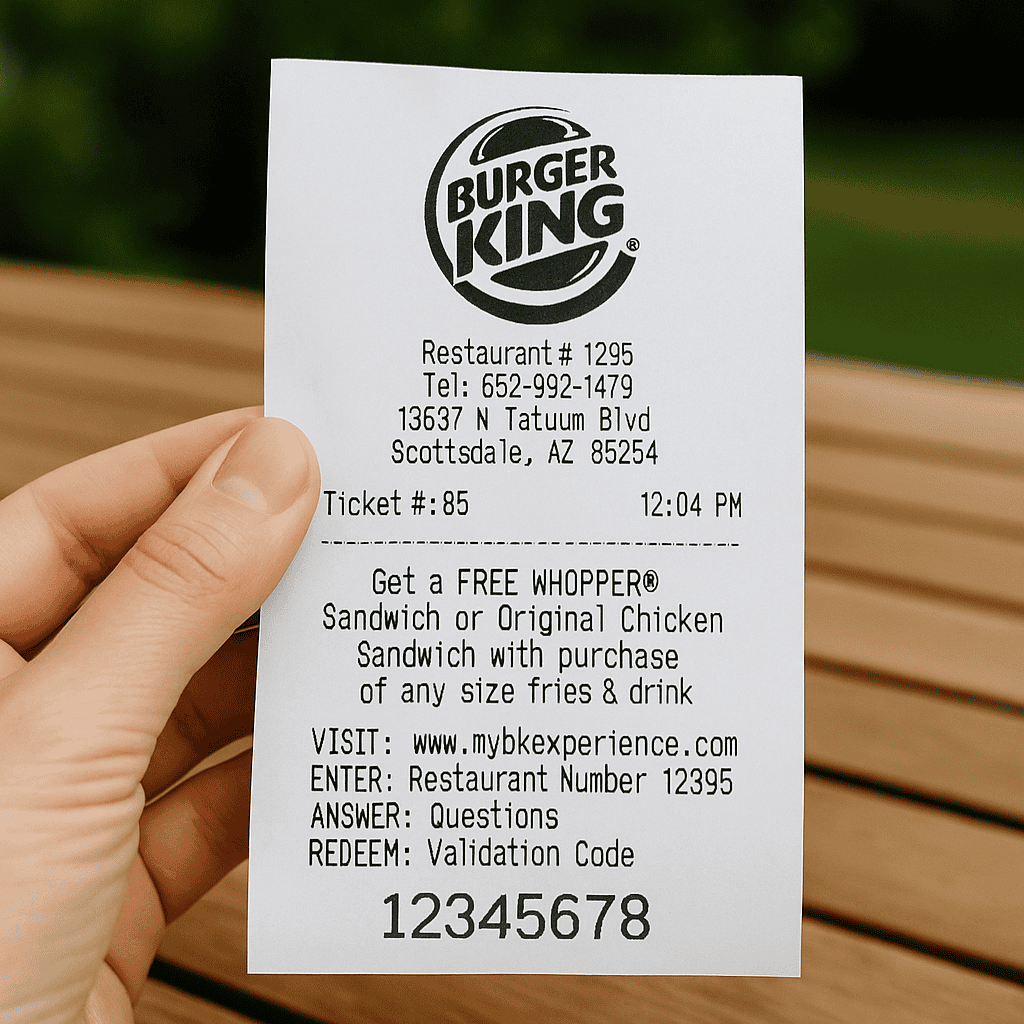 BURGER
KING®
Restaurant # 1295
Tel: 652-992-1479
13637 N Tatuum Blvd
Scottsdale, AZ 85254
Ticket #: 85 12:04 PM
Get a FREE WHOPPER®
Sandwich or Original Chicken
Sandwich with purchase
of any size fries & drink
VISIT: www.mybkexperience.com
ENTER: Restaurant Number 12395
ANSWER: Questions
REDEEM: Validation Code
12345678